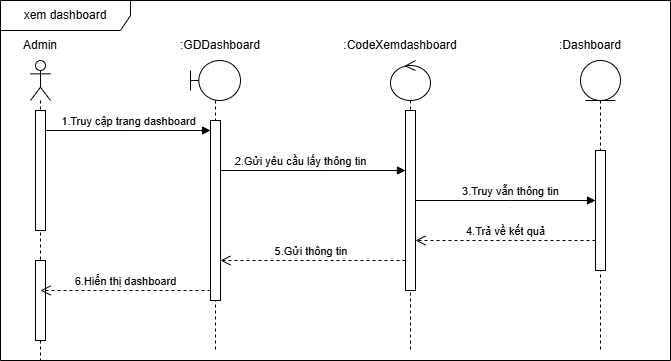 xem dashboard
Admin
:GDDashboard
:CodeXemdashboard
:Dashboard
1.Truy cập trang dashboard
2.Gửi yêu cầu lấy thông tin
3.Truy vẫn thông tin
4.Trả về kết quả
5.Gửi thông tin
6.Hiển thị dashboard